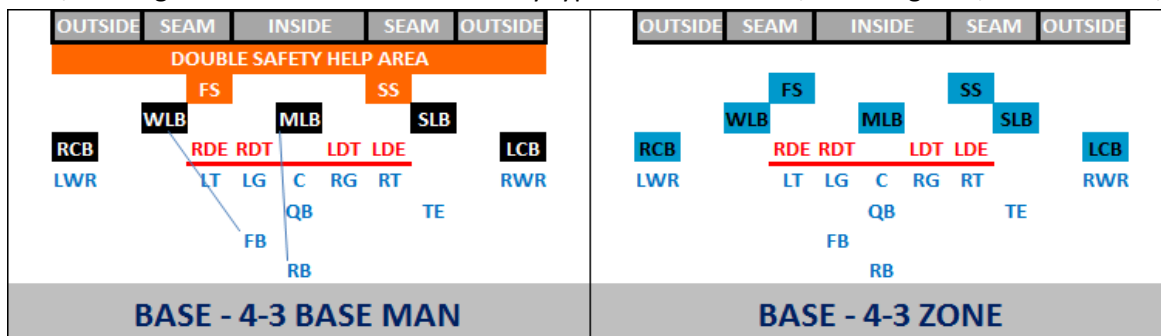 OUTSIDE SEAM INSIDE SEAM OUTSIDE
DOUBLE SAFETY HELP AREA
FS SS
WLB MLB SLB
RCB RDE RDT LDT LDE LCB
LWR LT LG C RG RT RWR
QB TE
FB
RB
BASE - 4-3 BASE MAN
OUTSIDE SEAM INSIDE SEAM OUTSIDE
FS SS
WLB MLB SLB
RCB RDE RDT LDT LDE LCB
LWR LT LG C RG RT RWR
QB TE
FB
RB
BASE - 4-3 ZONE